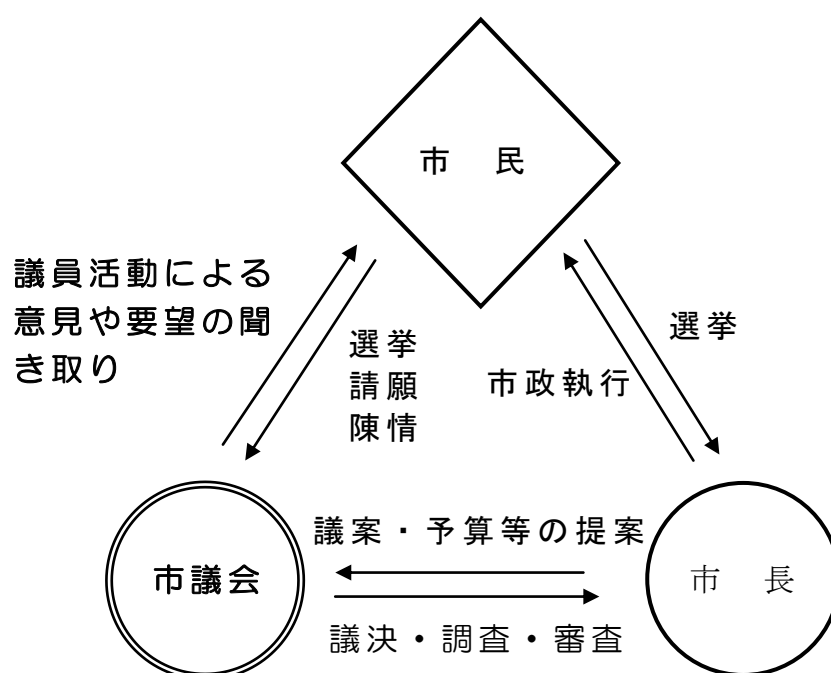 市　民
議員活動による
意見や要望の聞
き取り
選挙
請願
陳情
選挙
市政執行
議案・予算等の提案
市議会
市　長
議決・調査・審査